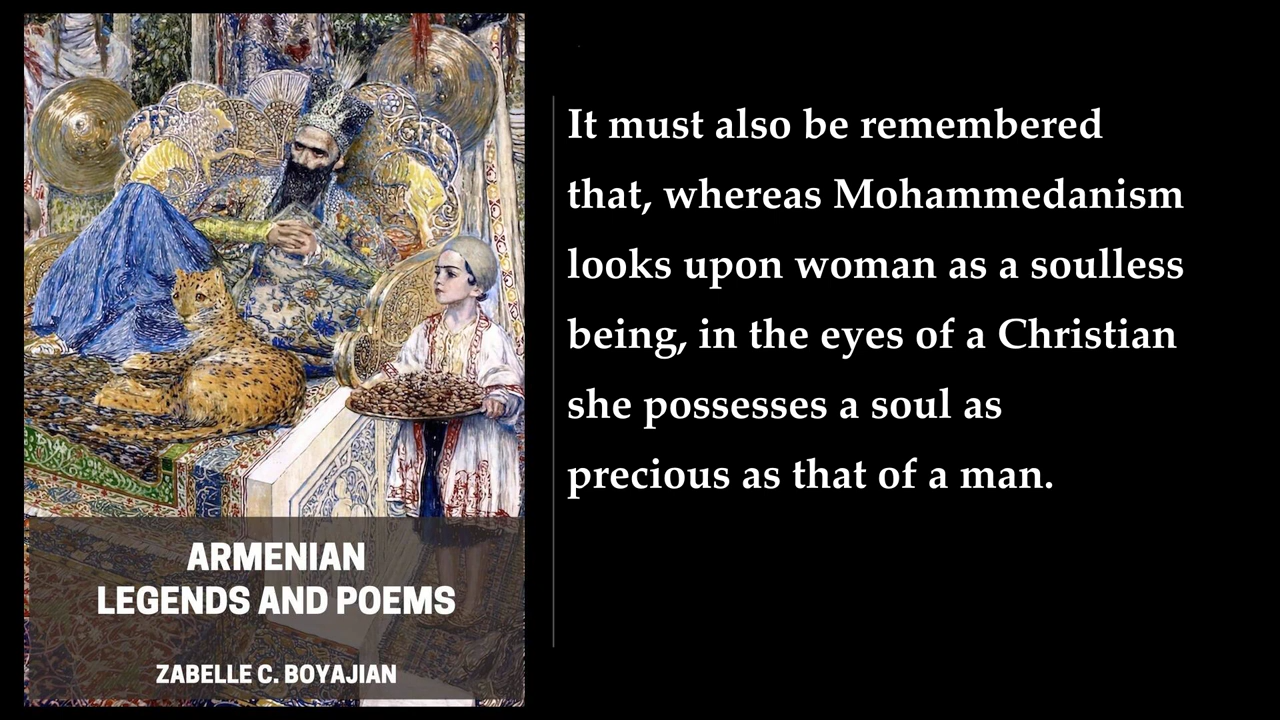 It must also be remembered
that, whereas Mohammedanism
looks upon woman as a soulless
being, in the eyes of a Christian
she possesses a soul as
precious as that of a man.
ARMENIAN
LEGENDS AND POEMS
ZABELLE C. BOYAJIAN